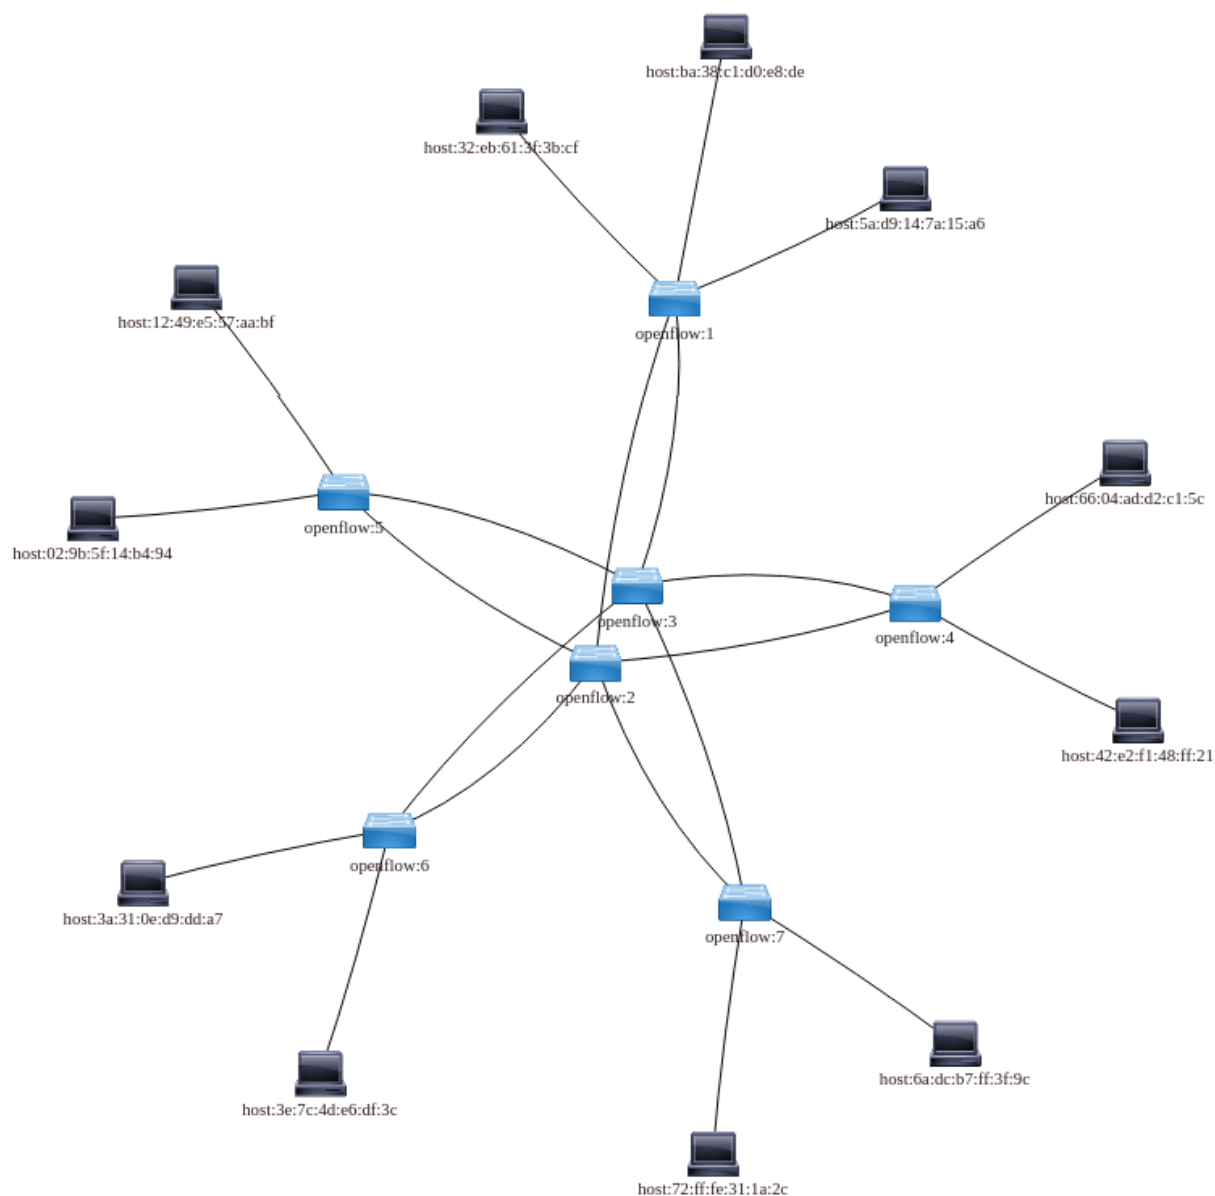 host:ba:38:c1:d0:e8:de
host:32:eb:61:3f:3b:cf
host:5a:d9:14:7a:15:a6
host:12:49:e5:57:aa:bf
openflow:1
host:66:04:ad:d2:c1:5c
openflow:5
host:02:9b:5f:14:b4:94
openflow:3
openflow:4
openflow:2
host:42:e2:f1:48:ff:21
openflow:6
host:3a:31:0e:d9:dd:a7
openflow:7
host:6a:dc:b7:ff:3f:9c
host:3e:7c:4d:e6:df:3c
host:72:ff:fe:31:1a:2c